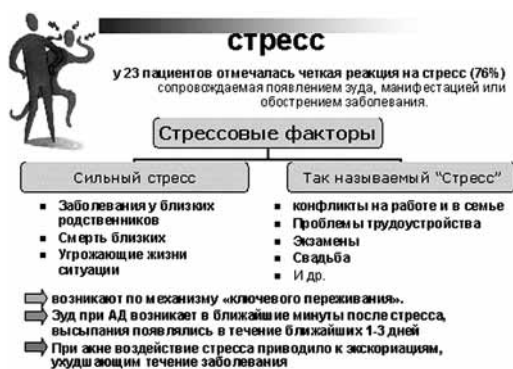 стресс
у 23 пациентов отмечалась четкая реакция на стресс (76%)
сопровождаемая появлением зуда, манифестацией или
обострением заболевания.
Стрессовые факторы
Сильный стресс
Заболевания у близких
родственников
Смерть близких
Угрожающие жизни
ситуации
Так называемый "Стресс"
конфликты на работе и в семье
Проблемы трудоустройства
Экзамены
Свадьба
И др.
возникают по механизму «ключевого переживания».
Зуд при АД возникает в ближайшие минуты после стресса,
высыпания появлялись в течение ближайших 1-3 дней
При акне воздействие стресса приводило к экскориациям,
ухудшающим течение заболевания